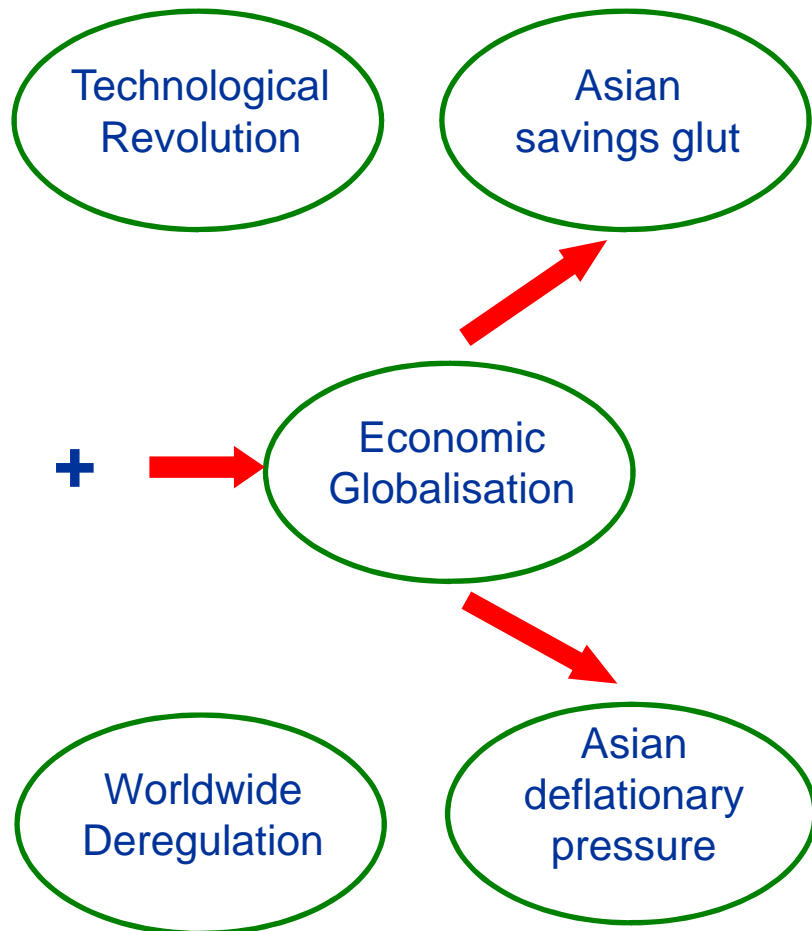 Technological
Revolution
Asian
savings glut
+
Economic
Globalisation
Worldwide
Deregulation
Asian
deflationary
pressure